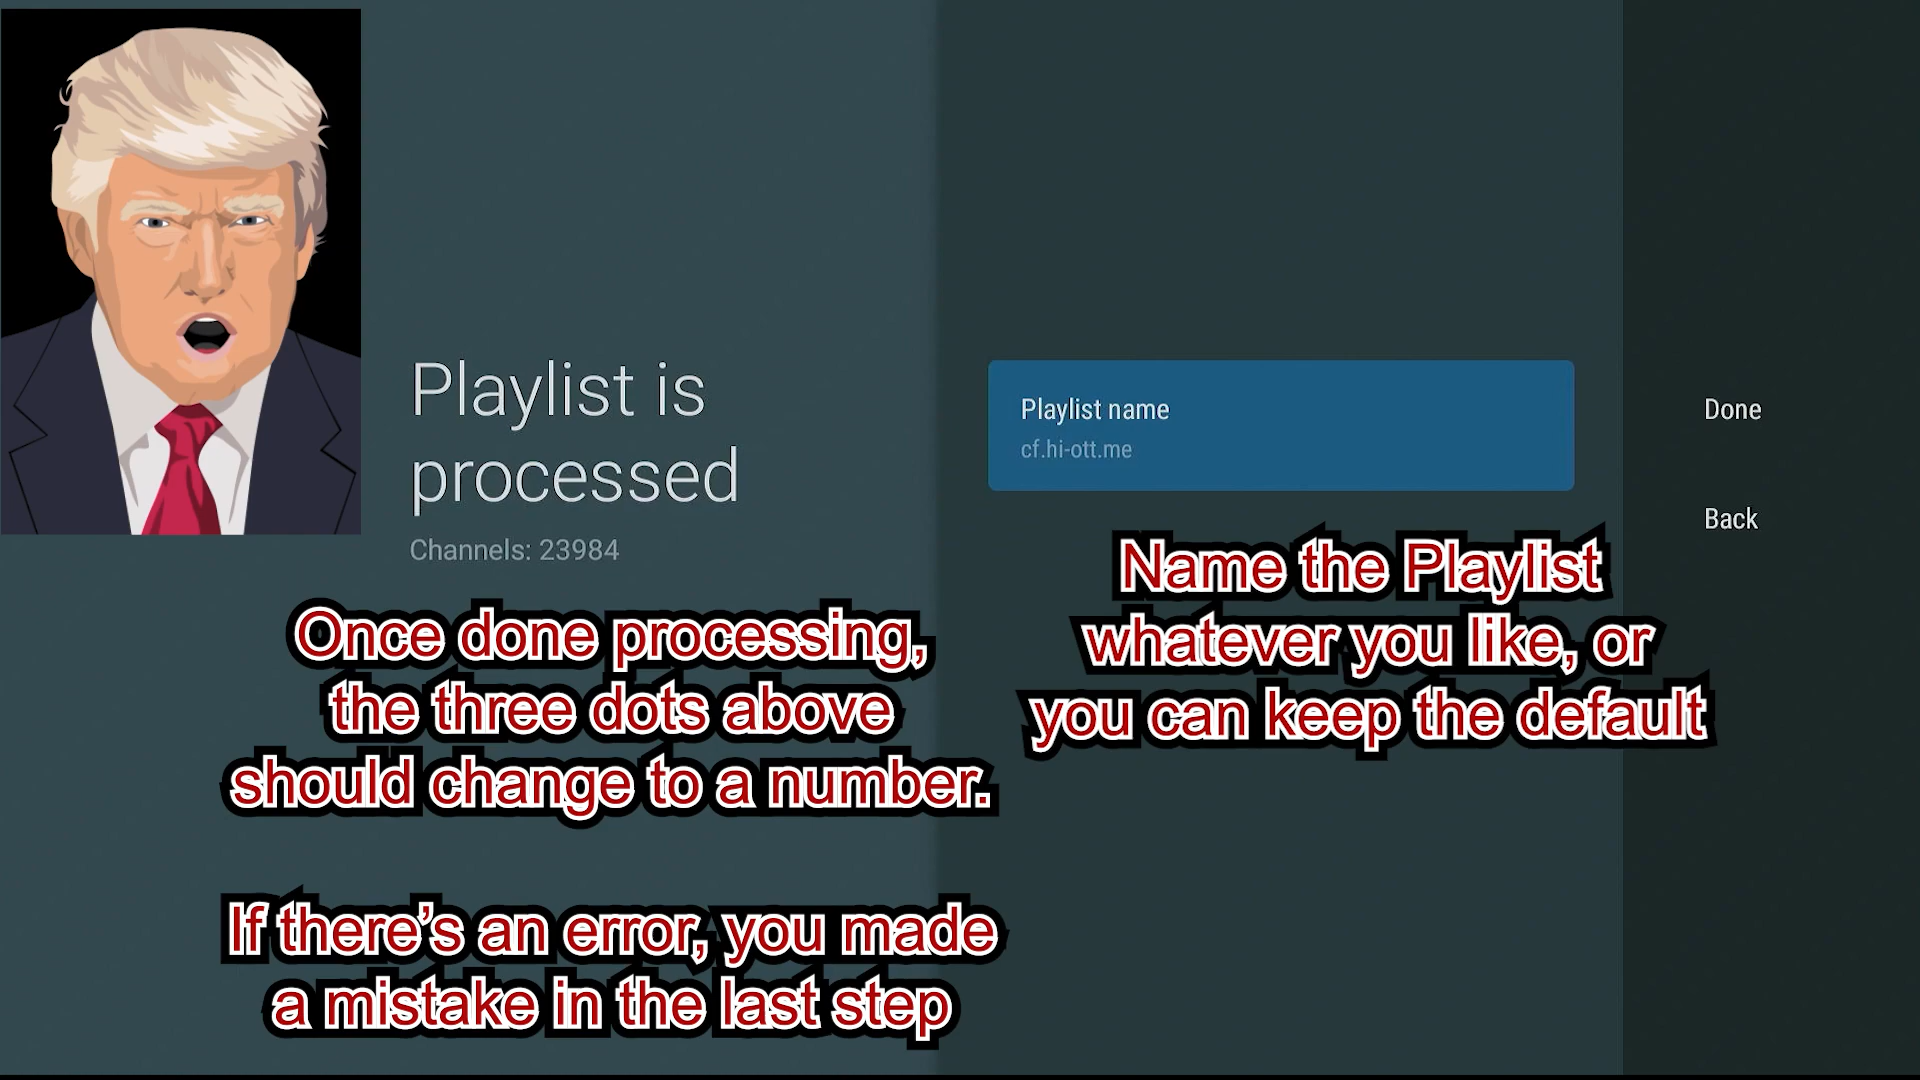 Playlist is
processed
Channels: 23984
Once done processing,
the three dots above
should change to a number.
If there’s an error, you made
a mistake in the last step
Playlist name
cf.hi-ott.me
Name the Playlist
whatever you like, or
you can keep the default
Done
Back